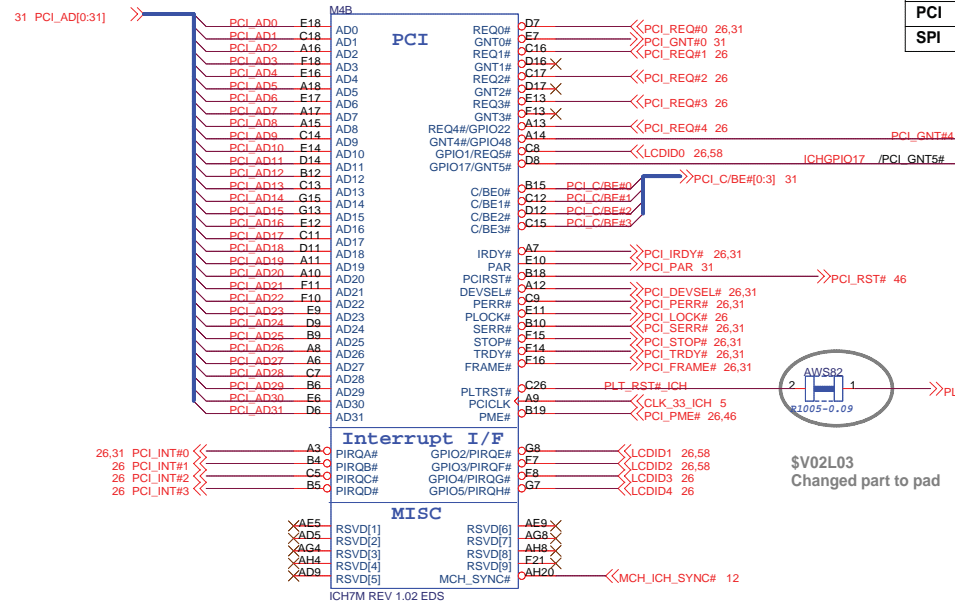 M4B
31 PCI_AD[0:31]
PCI
PCI
SPI
PCI_AD0 E18 AD0 REQ0# D7 PCI_REQ#0 26,31
PCI_AD1 C18 AD1 GNT0# E7 PCI_GNT#0 31
PCI_AD2 A16 AD2 REQ1# C16 PCI_REQ#1 26
PCI_AD3 F18 AD3 GNT1# D16
PCI_AD4 E16 AD4 REQ2# C17 PCI_REQ#2 26
PCI_AD5 A18 AD5 GNT2# D17
PCI_AD6 E17 AD6 REQ3# E13 PCI_REQ#3 26
PCI_AD7 A17 AD7 GNT3# F13
PCI_AD8 A15 AD8 REQ4#/GPIO22 A13 PCI_REQ#4 26
PCI_AD9 C14 AD9 GNT4#/GPIO48 A14 PCI_GNT#4
PCI_AD10 E14 AD10 GPIO1/REQ5# C8 LCDID0 26,58
PCI_AD11 D14 AD11 GPIO17/GNT5# D8 ICHGPIO17 /PCI_GNT5#
PCI_AD12 B12 AD12
PCI_AD13 C13 AD13 C/BE0# B15 PCI_C/BE#0 PCI_C/BE#[0:3] 31
PCI_AD14 G15 AD14 C/BE1# C12 PCI_C/BE#1
PCI_AD15 G13 AD15 C/BE2# D12 PCI_C/BE#2
PCI_AD16 E12 AD16 C/BE3# C15 PCI_C/BE#3
PCI_AD17 C11 AD17
PCI_AD18 D11 AD18 IRDY# A7 PCI_IRDY# 26,31
PCI_AD19 A11 AD19 PAR E10 PCI_PAR 31
PCI_AD20 A10 AD20 PCIRST# B18 PCI_RST# 46
PCI_AD21 F11 AD21 DEVSEL# A12 PCI_DEVSEL# 26,31
PCI_AD22 F10 AD22 PERR# C9 PCI_PERR# 26,31
PCI_AD23 E9 AD23 PLOCK# E11 PCI_LOCK# 26
PCI_AD24 D9 AD24 SERR# B10 PCI_SERR# 26,31
PCI_AD25 B9 AD25 STOP# F15 PCI_STOP# 26,31
PCI_AD26 A8 AD26 TRDY# F14 PCI_TRDY# 26,31
PCI_AD27 A6 AD27 FRAME# F16 PCI_FRAME# 26,31
PCI_AD28 C7 AD28
PCI_AD29 B6 AD29 PLTRST# C26 PLT_RST#_ICH 2 AWS82 1 PL
PCI_AD30 E6 AD30 PCICLK A9 CLK_33_ICH 5
PCI_AD31 D6 AD31 PME# B19 PCI_PME# 26,46
R1005-0.09
Interrupt I/F
26,31 PCI_INT#0 A3 PIRQA# GPIO2/PIRQE# G8 LCDID1 26,58
26 PCI_INT#1 B4 PIRQB# GPIO3/PIRQF# F7 LCDID2 26,58
26 PCI_INT#2 C5 PIRQC# GPIO4/PIRQG# F8 LCDID3 26
26 PCI_INT#3 B5 PIRQD# GPIO5/PIRQH# G7 LCDID4 26
$V02L03
Changed part to pad
MISC
AE5 RSVD[1] RSVD[6] AE9
AD5 RSVD[2] RSVD[7] AG8
AG4 RSVD[3] RSVD[8] AH8
AH4 RSVD[4] RSVD[9] F21
AD9 RSVD[5] MCH_SYNC# AH20 MCH_ICH_SYNC# 12
ICH7M REV 1.02 EDS